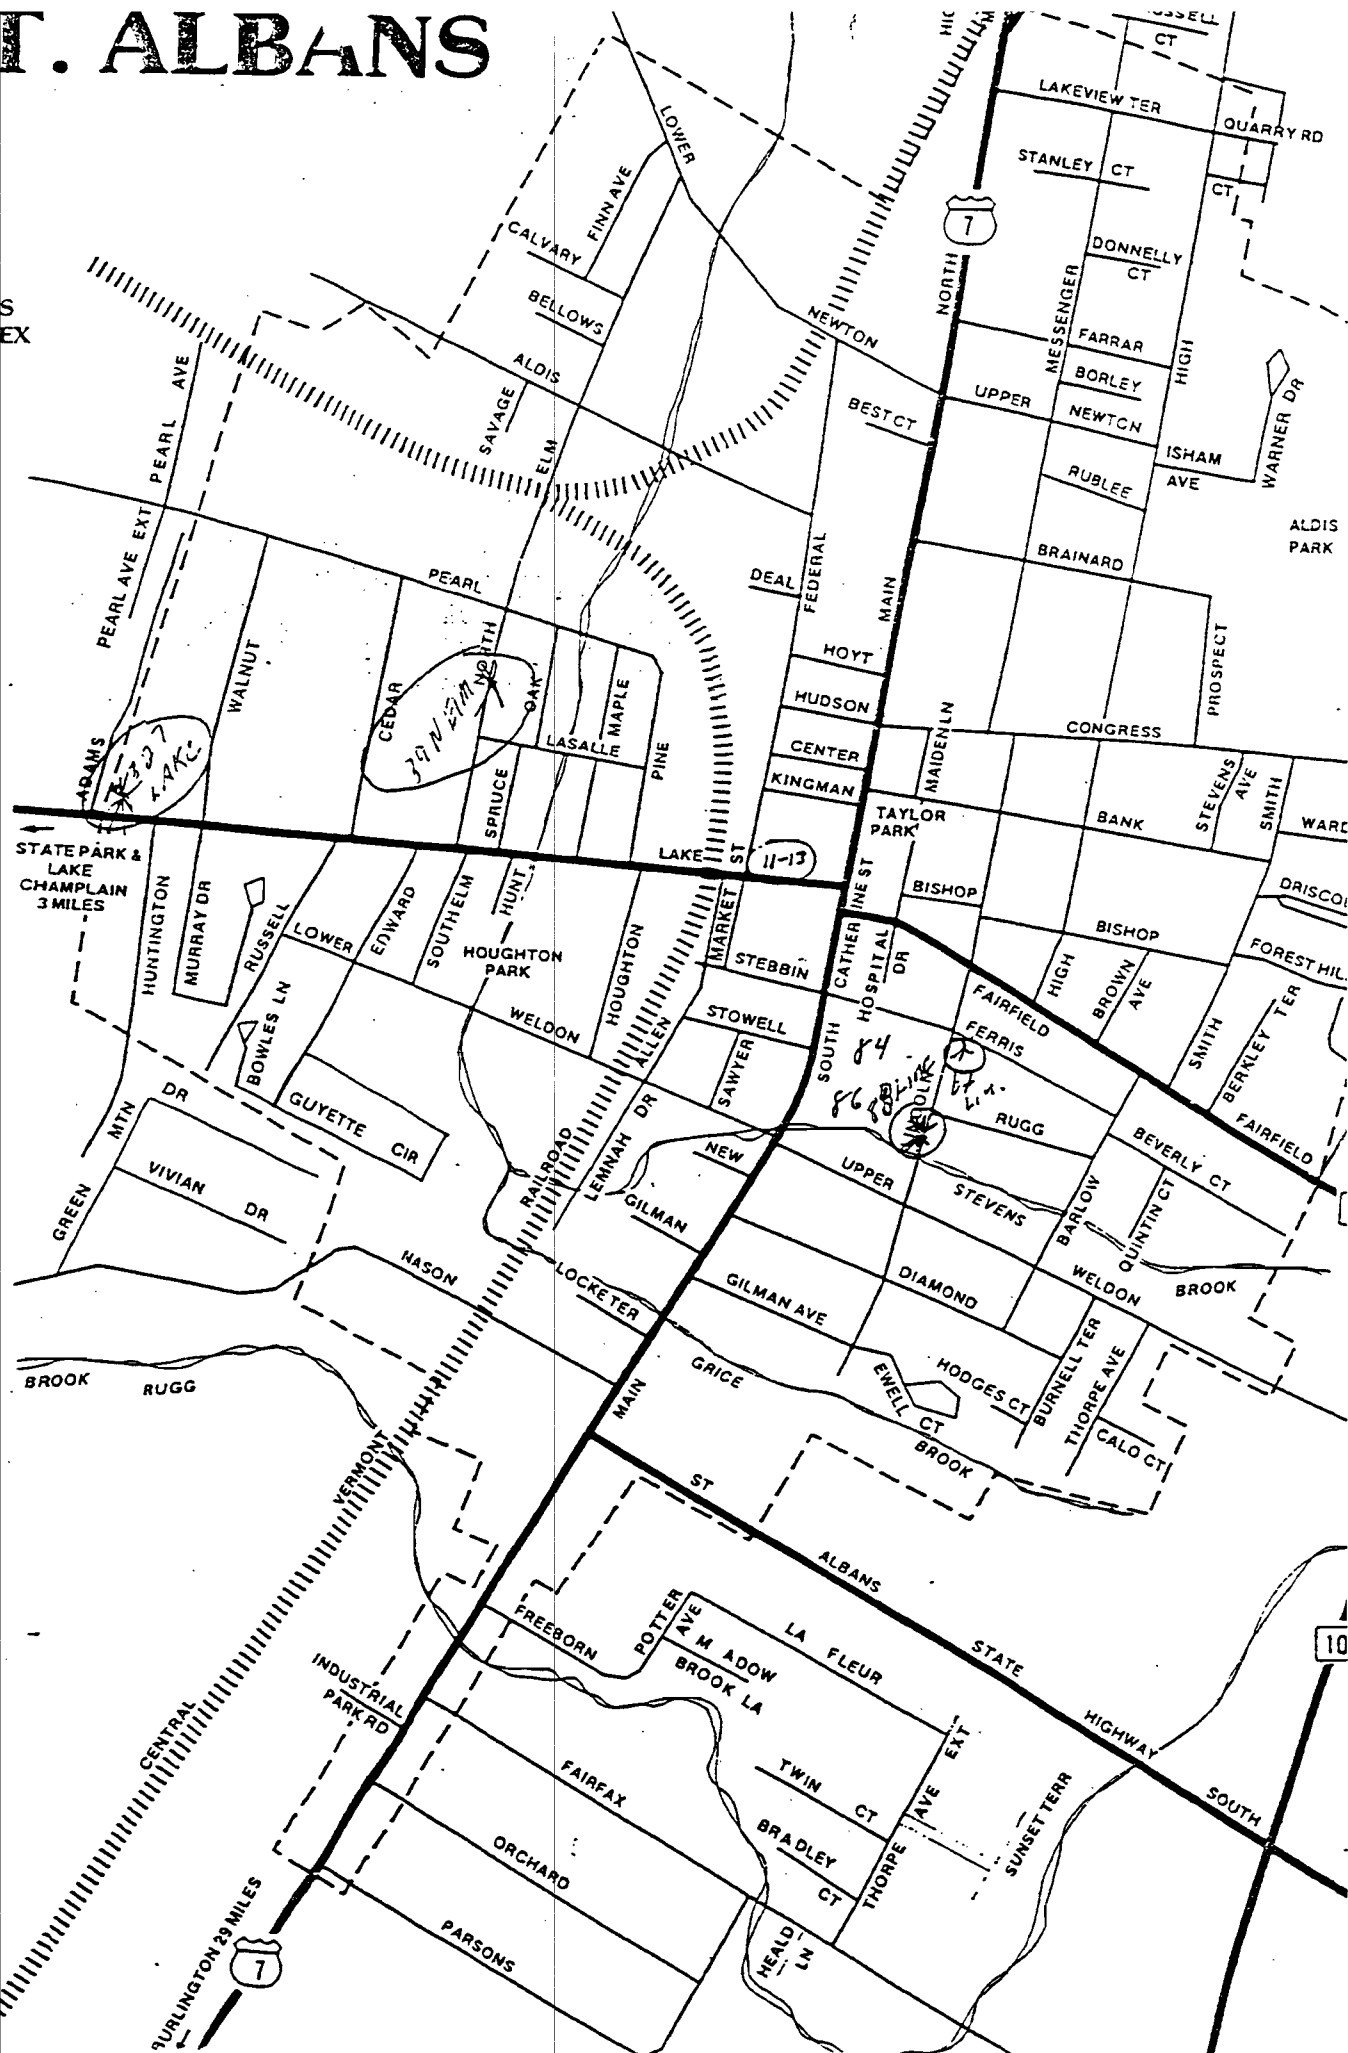 T. ALBANS
RUSSELL
CT
LAKEVIEW TER
QUARRY RD
LOWER
STANLEY CT
CT
FINN AVE
7
CALVARY
DONNELLY
CT
NORTH
S
EX
BELLOWS
MESSENGER
NEWTON
FARRAR
HIGH
ALDIS
BORLEY
PEARL AVE
SAVAGE
UPPER
NEWTON
BEST CT
WARNER DR
ELM
ISHAM
AVE
RUBLEE
ALDIS
PARK
PEARL AVE EXT
BRAINARD
FEDERAL
DEAL
PEARL
MAIN
NORTH
HOYT
PROSPECT
WALNUT
CEDAR
OAK
MAPLE
HUDSON
39 N ELM
MAIDEN LN
CONGRESS
LASALLE
CENTER
ADAMS
327
LAKE
PINE
KINGMAN
STEVENS
AVE
SMITH
SPRUCE
TAYLOR
PARK
BANK
WARD
STATE PARK &
LAKE
CHAMPLAIN
3 MILES
LAKE
ST
11-13
HUNT
CATHERINE ST
BISHOP
DRISCOL
HUNTINGTON
MURRAY DR
RUSSELL
LOWER
EDWARD
SOUTH ELM
HOUGHTON
PARK
HOUGHTON
MARKET
STEBBIN
HOSPITAL
DR
BISHOP
FOREST HIL
HIGH
BROWN
AVE
BOWLES LN
WELDON
STOWELL
FAIRFIELD
FERRIS
SMITH
BERKLEY TER
ALLEN
SAWYER
SOUTH
84
86
LINCOLN
GUYETTE CIR
RUGG
FAIRFIELD
MTN
DR
LEMNAH DR
NEW
UPPER
BEVERLY CT
GREEN
VIVIAN
DR
RAILROAD
GILMAN
STEVENS
BARLOW
QUINTIN CT
NASON
LOCKE TER
GILMAN AVE
DIAMOND
WELDON
BROOK
BROOK
RUGG
GRICE
EWELL
CT
HODGES CT
BURNELL TER
THORPE AVE
CALO CT
MAIN
BROOK
VERMONT
ST
ALBANS
FREEBORN
POTTER
AVE
LA FLEUR
STATE
10
M ADOW
BROOK LA
INDUSTRIAL
PARK RD
HIGHWAY
CENTRAL
EXT
FAIRFAX
TWIN
CT
AVE
SUNSET TERR
SOUTH
ORCHARD
BRADLEY
CT
THORPE
BURLINGTON 29 MILES
PARSONS
HEALD
LN
7